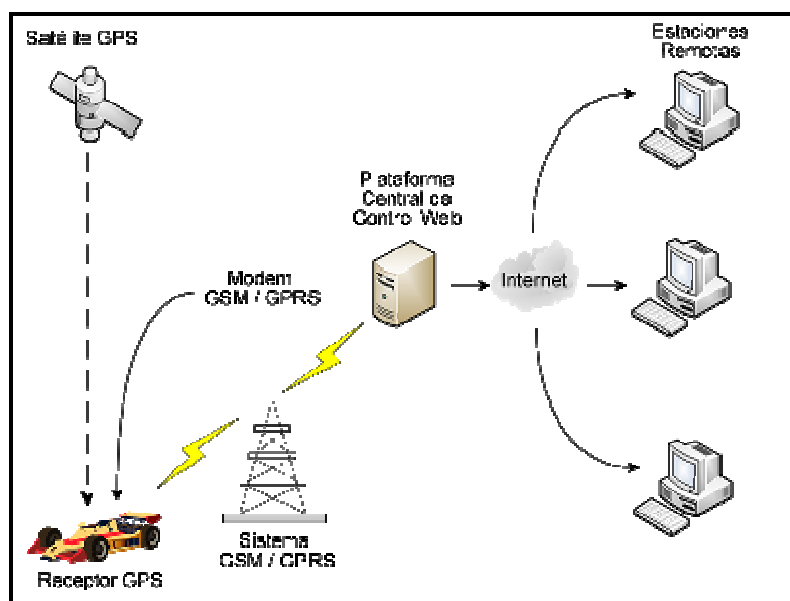 Satélite GPS
Estaciones
Remotas
Plataforma
Central de
Control Web
Internet
Modem
GSM / GPRS
Sistema
GSM / GPRS
Receptor GPS